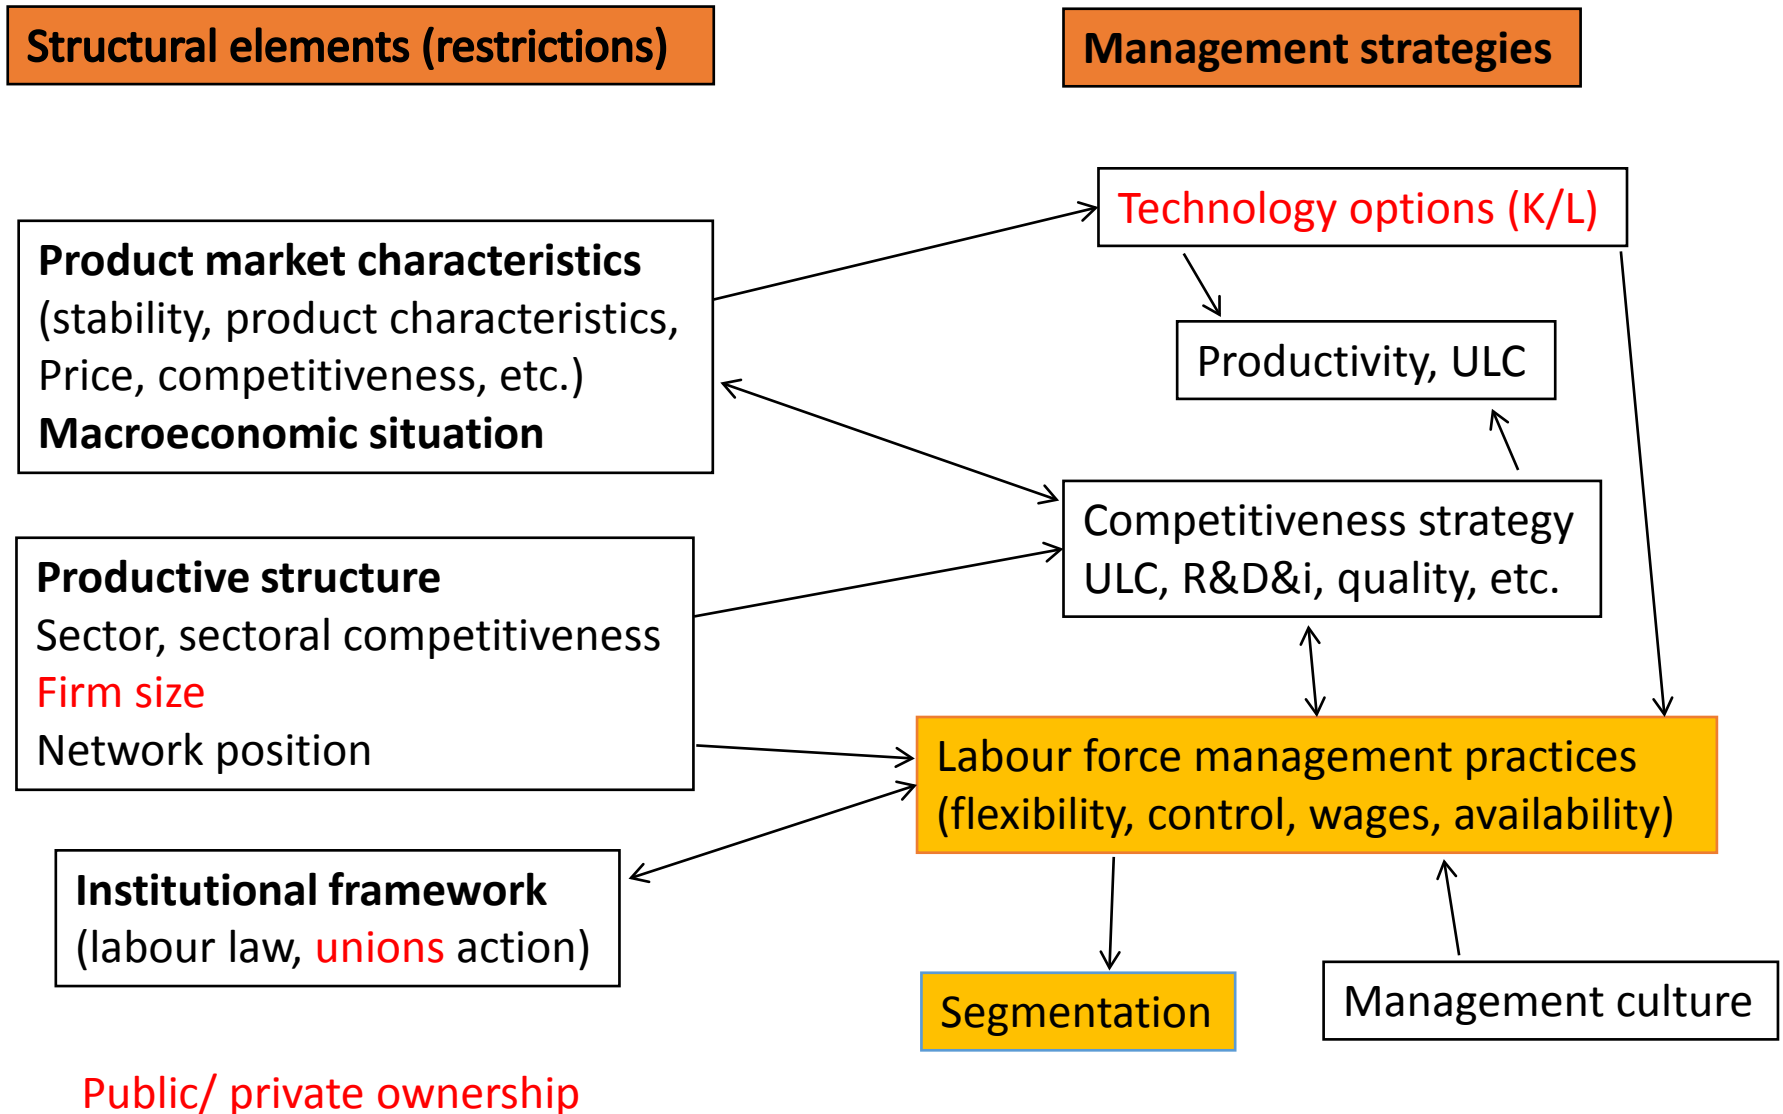 Structural elements (restrictions)
Management strategies
Technology options (K/L)
Product market characteristics
(stability, product characteristics,
Price, competitiveness, etc.)
Macroeconomic situation
Productivity, ULC
Competitiveness strategy
ULC, R&D&i, quality, etc.
Productive structure
Sector, sectoral competitiveness
Firm size
Network position
Labour force management practices
(flexibility, control, wages, availability)
Institutional framework
(labour law, unions action)
Segmentation
Management culture
Public/ private ownership